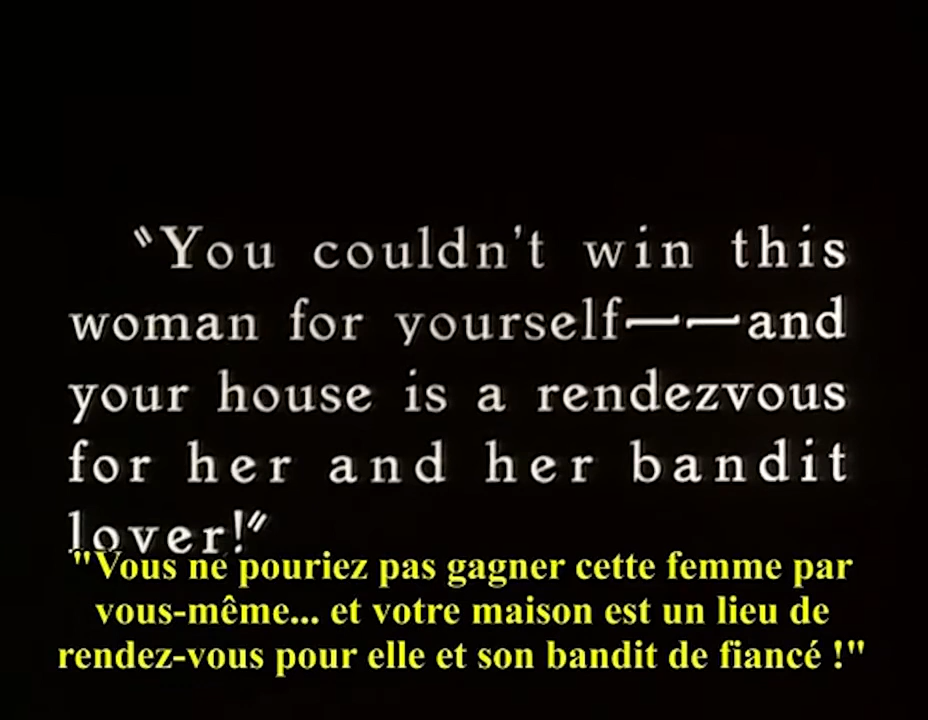 "You couldn't win this
woman for yourself——and
your house is a rendezvous
for her and her bandit
lover!"
"Vous ne pouriez pas gagner cette femme par
vous-même... et votre maison est un lieu de
rendez-vous pour elle et son bandit de fiancé !"